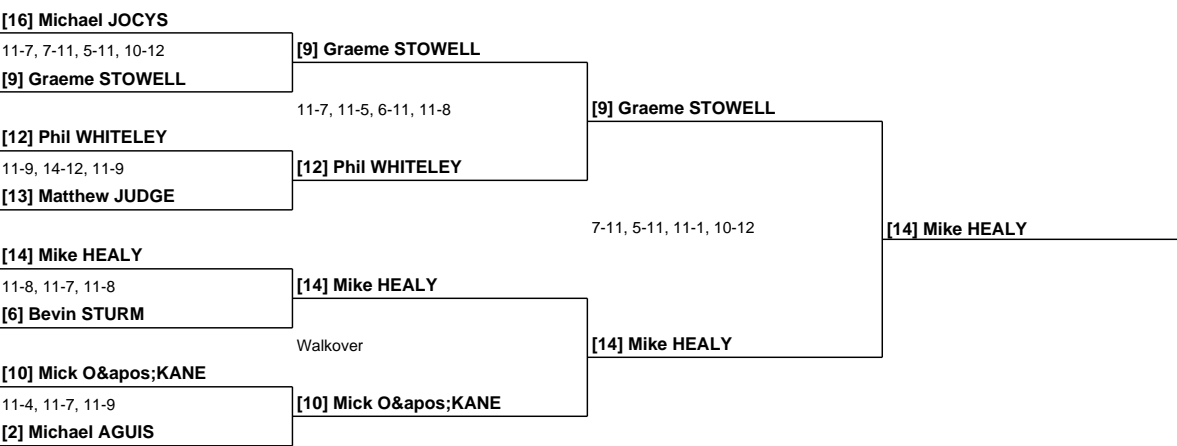 [16] Michael JOCYS
11-7, 7-11, 5-11, 10-12
[9] Graeme STOWELL
[9] Graeme STOWELL
11-7, 11-5, 6-11, 11-8
[9] Graeme STOWELL
[12] Phil WHITELEY
11-9, 14-12, 11-9
[12] Phil WHITELEY
[13] Matthew JUDGE
7-11, 5-11, 11-1, 10-12
[14] Mike HEALY
[14] Mike HEALY
11-8, 11-7, 11-8
[14] Mike HEALY
[6] Bevin STURM
Walkover
[14] Mike HEALY
[10] Mick O&apos;KANE
11-4, 11-7, 11-9
[10] Mick O&apos;KANE
[2] Michael AGUIS